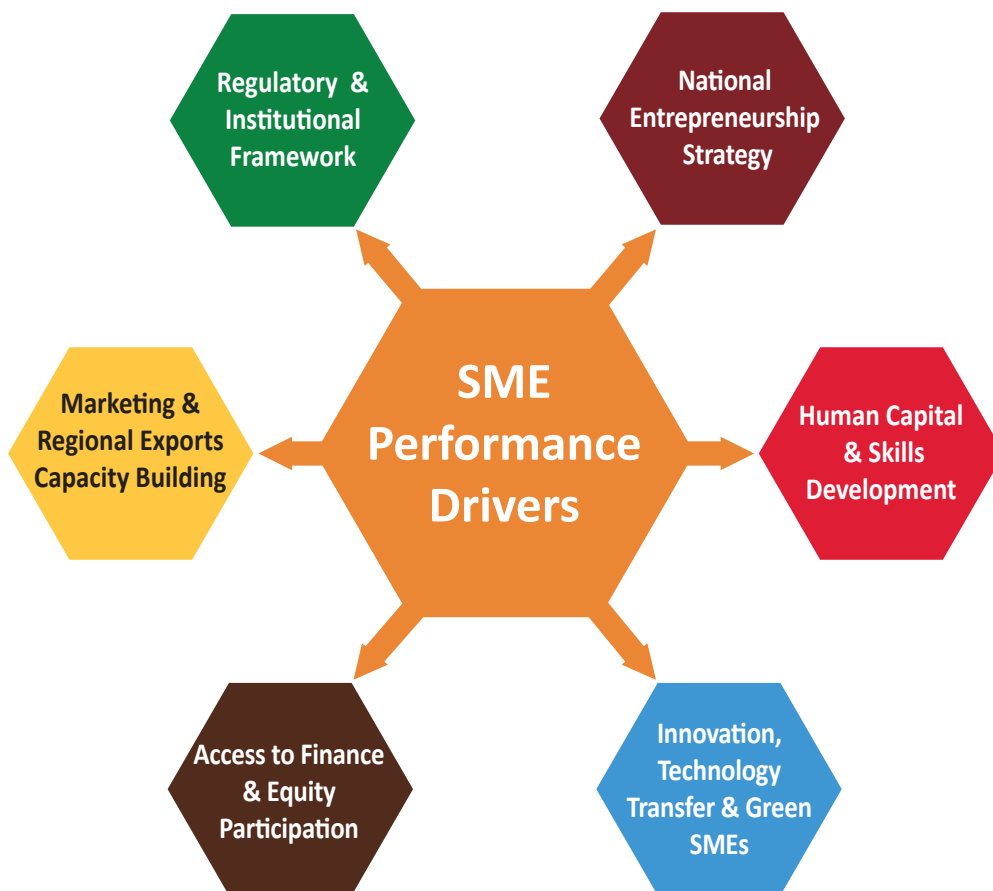 Regulatory &
Institutional
Framework
National
Entrepreneurship
Strategy
SME
Performance
Drivers
Marketing &
Regional Exports
Capacity Building
Human Capital
& Skills
Development
Access to Finance
& Equity
Participation
Innovation,
Technology
Transfer & Green
SMEs